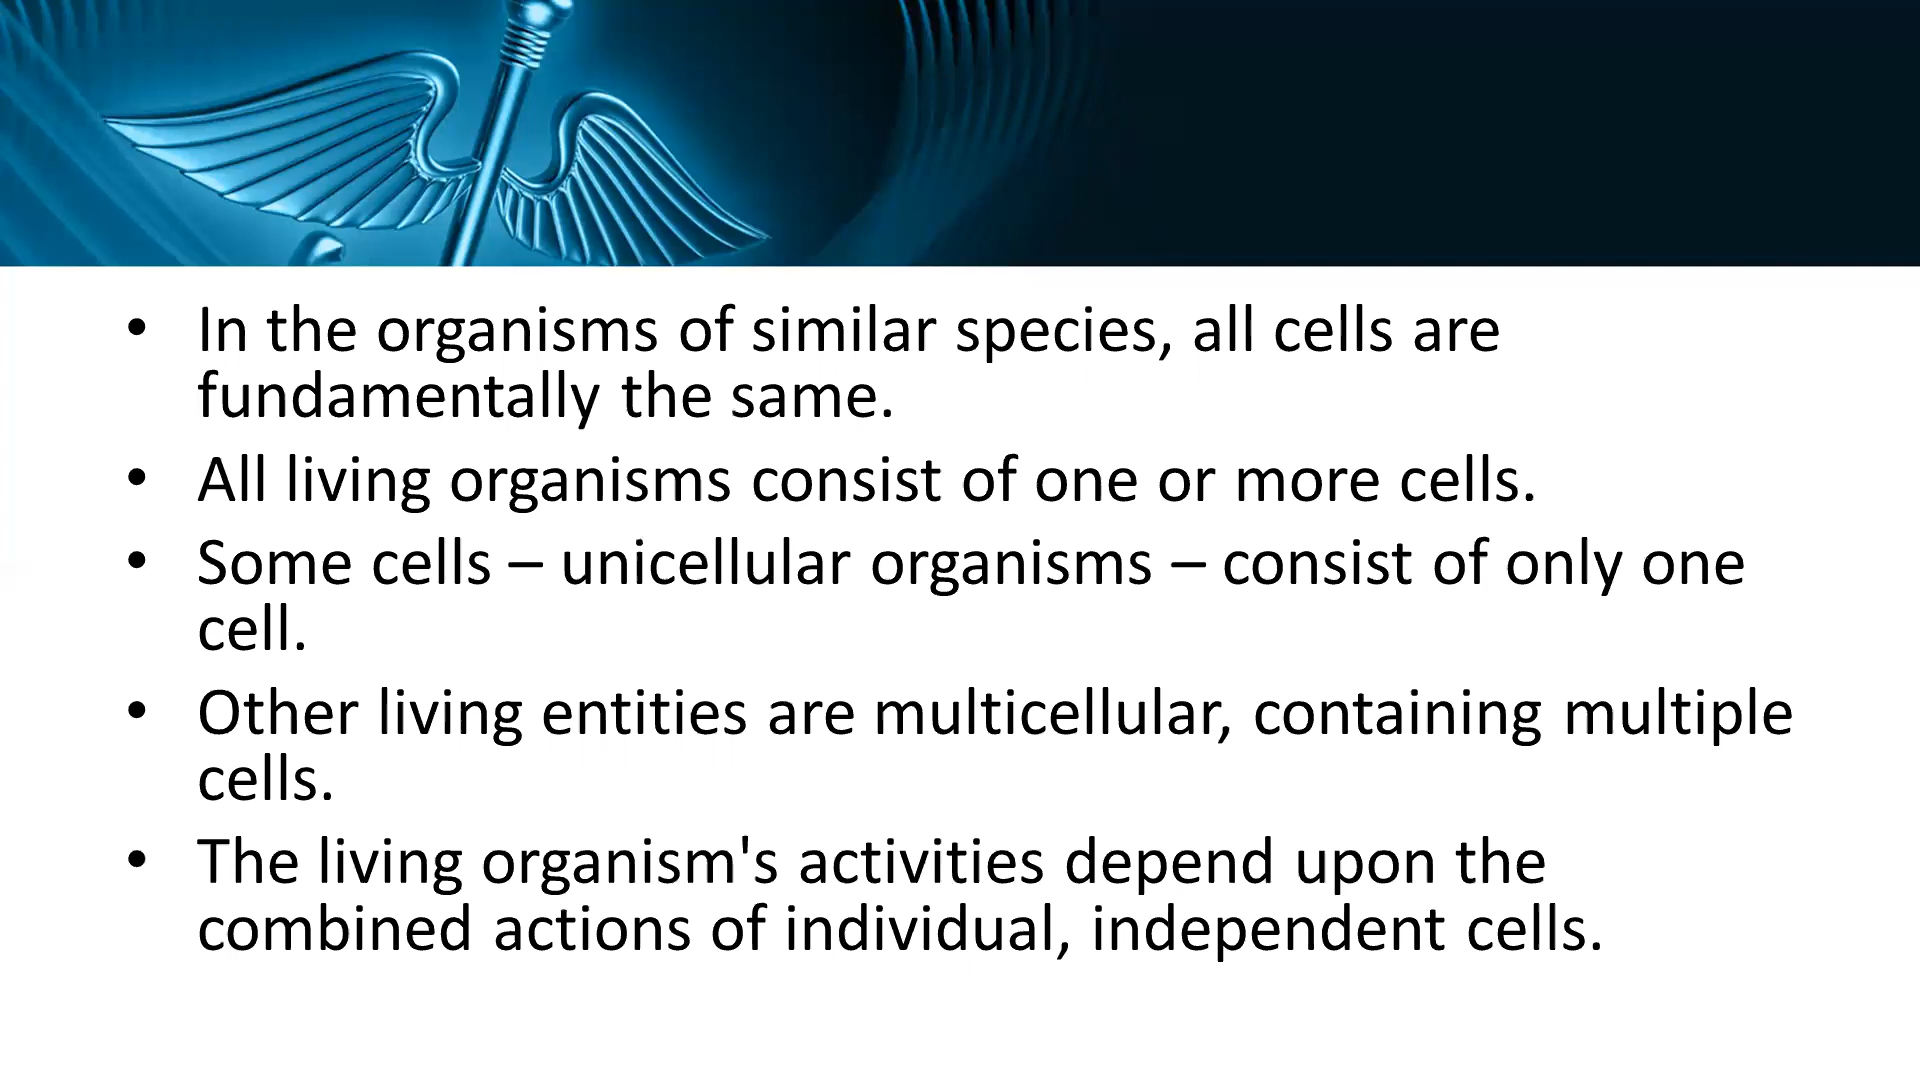 • In the organisms of similar species, all cells are
fundamentally the same.
• All living organisms consist of one or more cells.
• Some cells – unicellular organisms – consist of only one
cell.
• Other living entities are multicellular, containing multiple
cells.
• The living organism's activities depend upon the
combined actions of individual, independent cells.